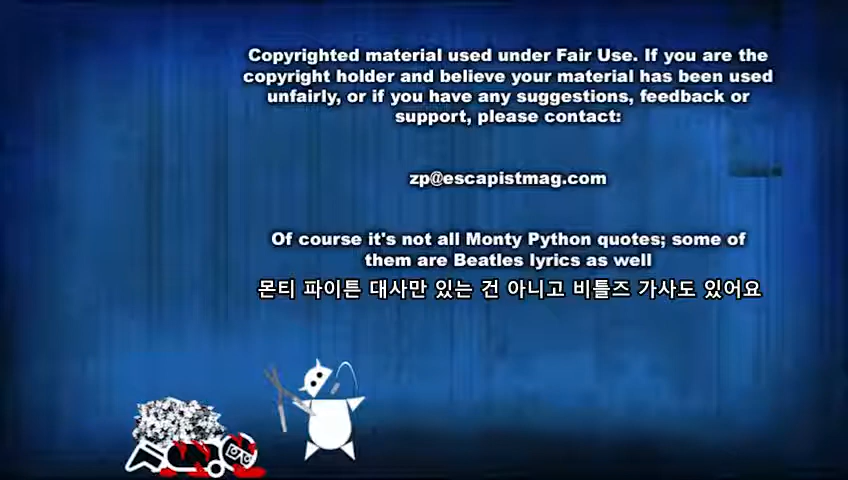 Copyrighted material used under Fair Use. If you are the
copyright holder and believe your material has been used
unfairly, or if you have any suggestions, feedback or
support, please contact:
zp@escapistmag.com
Of course it's not all Monty Python quotes; some of
them are Beatles lyrics as well
몬티 파이튼 대사만 있는 건 아니고 비틀즈 가사도 있어요